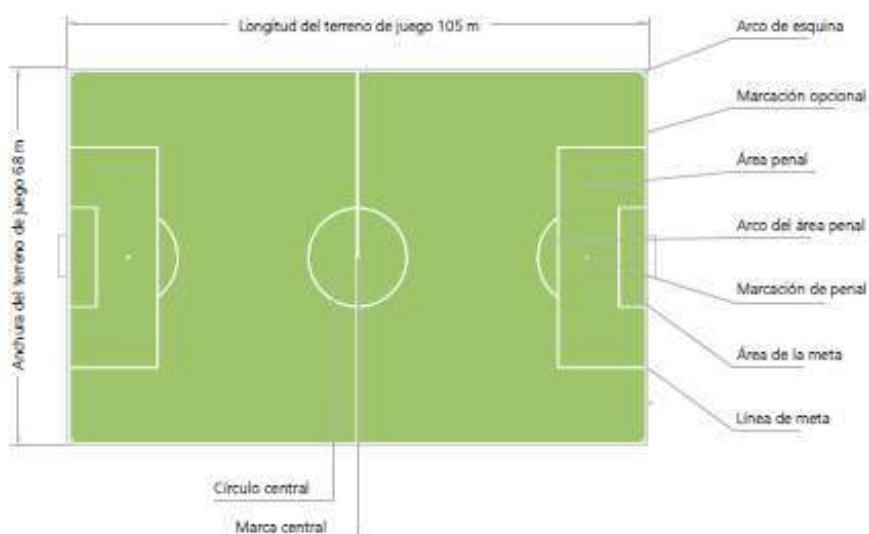 Longitud del terreno de juego 105 m
Arco de esquina
Marcación opcional
Anchura del terreno de juego 68 m
Área penal
Arco del área penal
Marcación de penal
Área de la meta
Línea de meta
Círculo central
Marca central